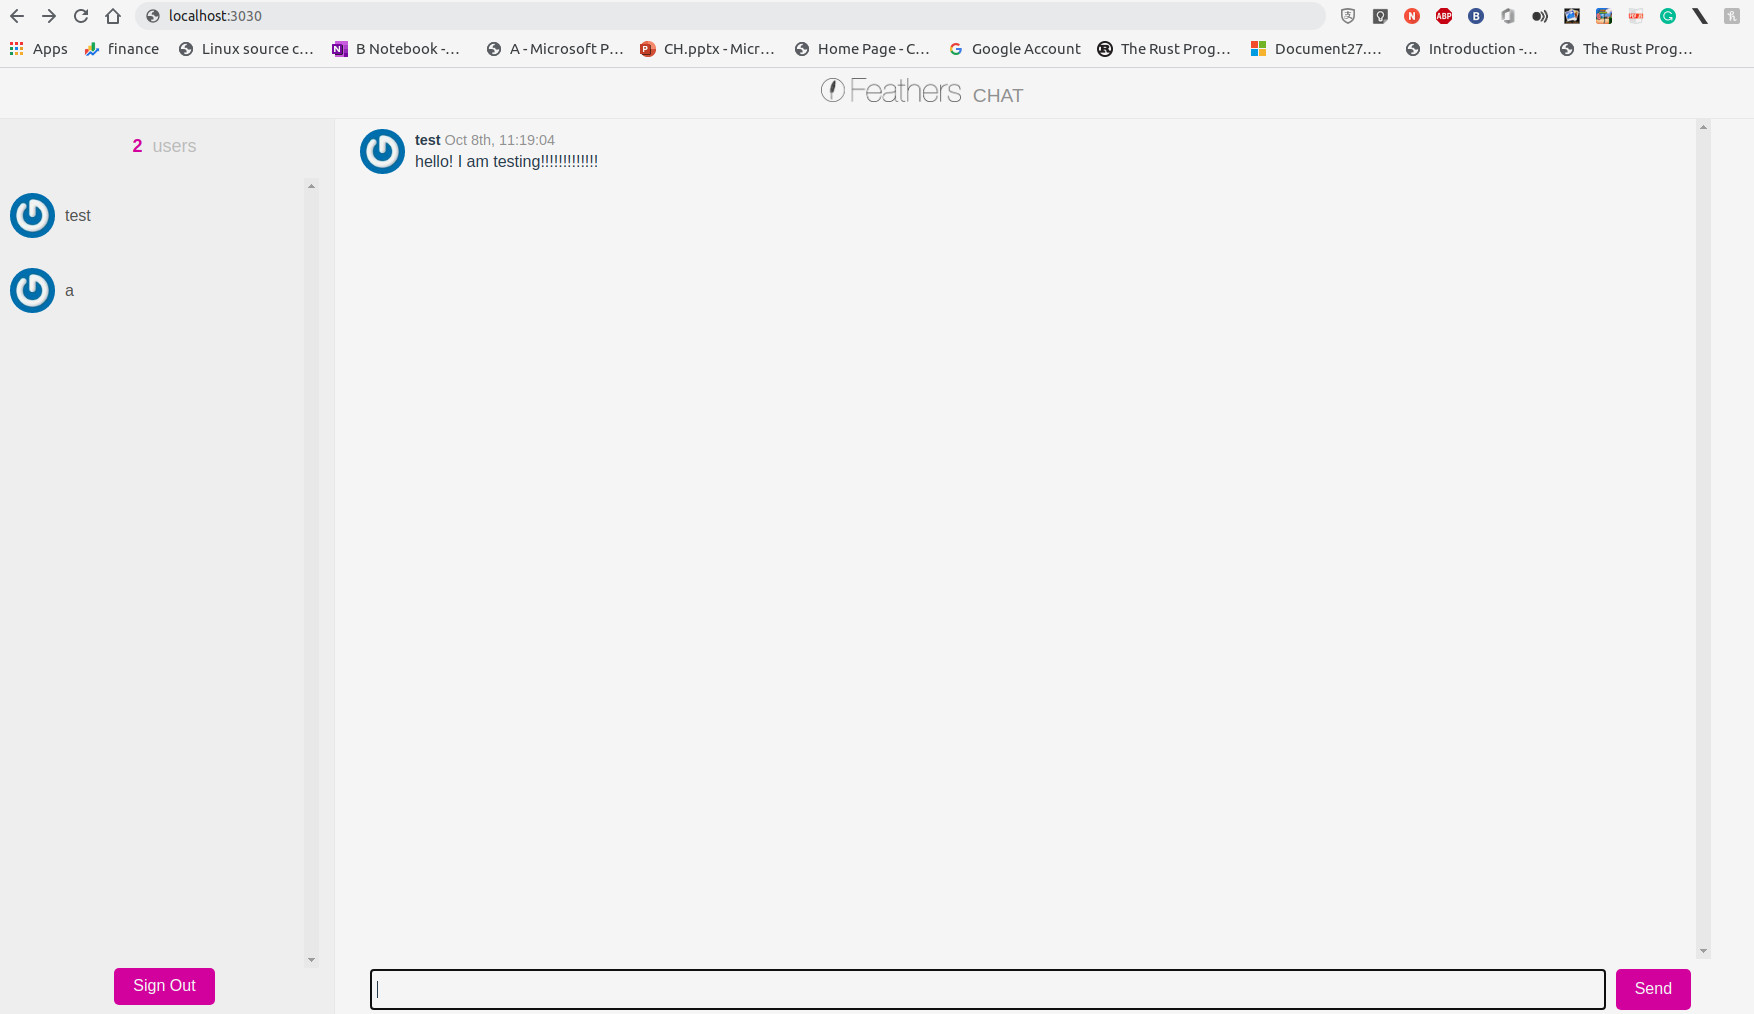 localhost:3030
Apps finance Linux source c... B Notebook -... A - Microsoft P... CH.pptx - Micr... Home Page - C... Google Account The Rust Prog... Document27.... Introduction -... The Rust Prog...
Feathers CHAT
2 users
test
a
Sign Out
test Oct 8th, 11:19:04
hello! I am testing!!!!!!!!!!!!!
Send